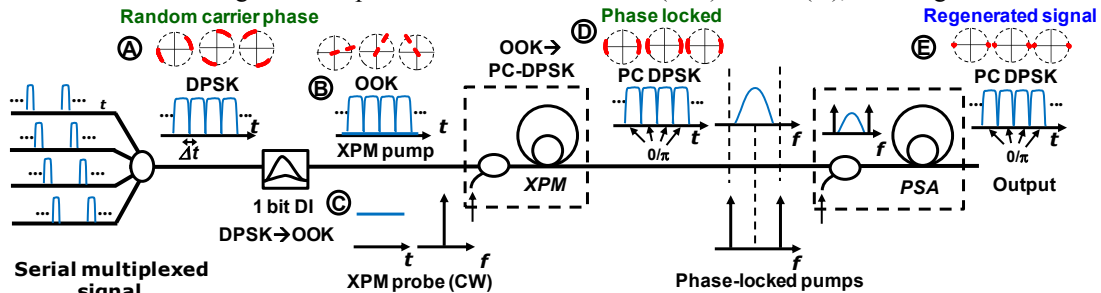 Random carrier phase
A
DPSK
...
...
t
Δt
B
OOK
...
...
t
XPM pump
1 bit DI
DPSK→OOK
C
t
f
XPM probe (CW)
OOK→
PC-DPSK
XPM
D
Phase locked
PC DPSK
...
...
t
0/π
f
f
Phase-locked pumps
f
PSA
Regenerated signal
E
PC DPSK
...
...
t
0/π
Output
...
...
t
...
...
...
...
...
...
Serial multiplexed
signal